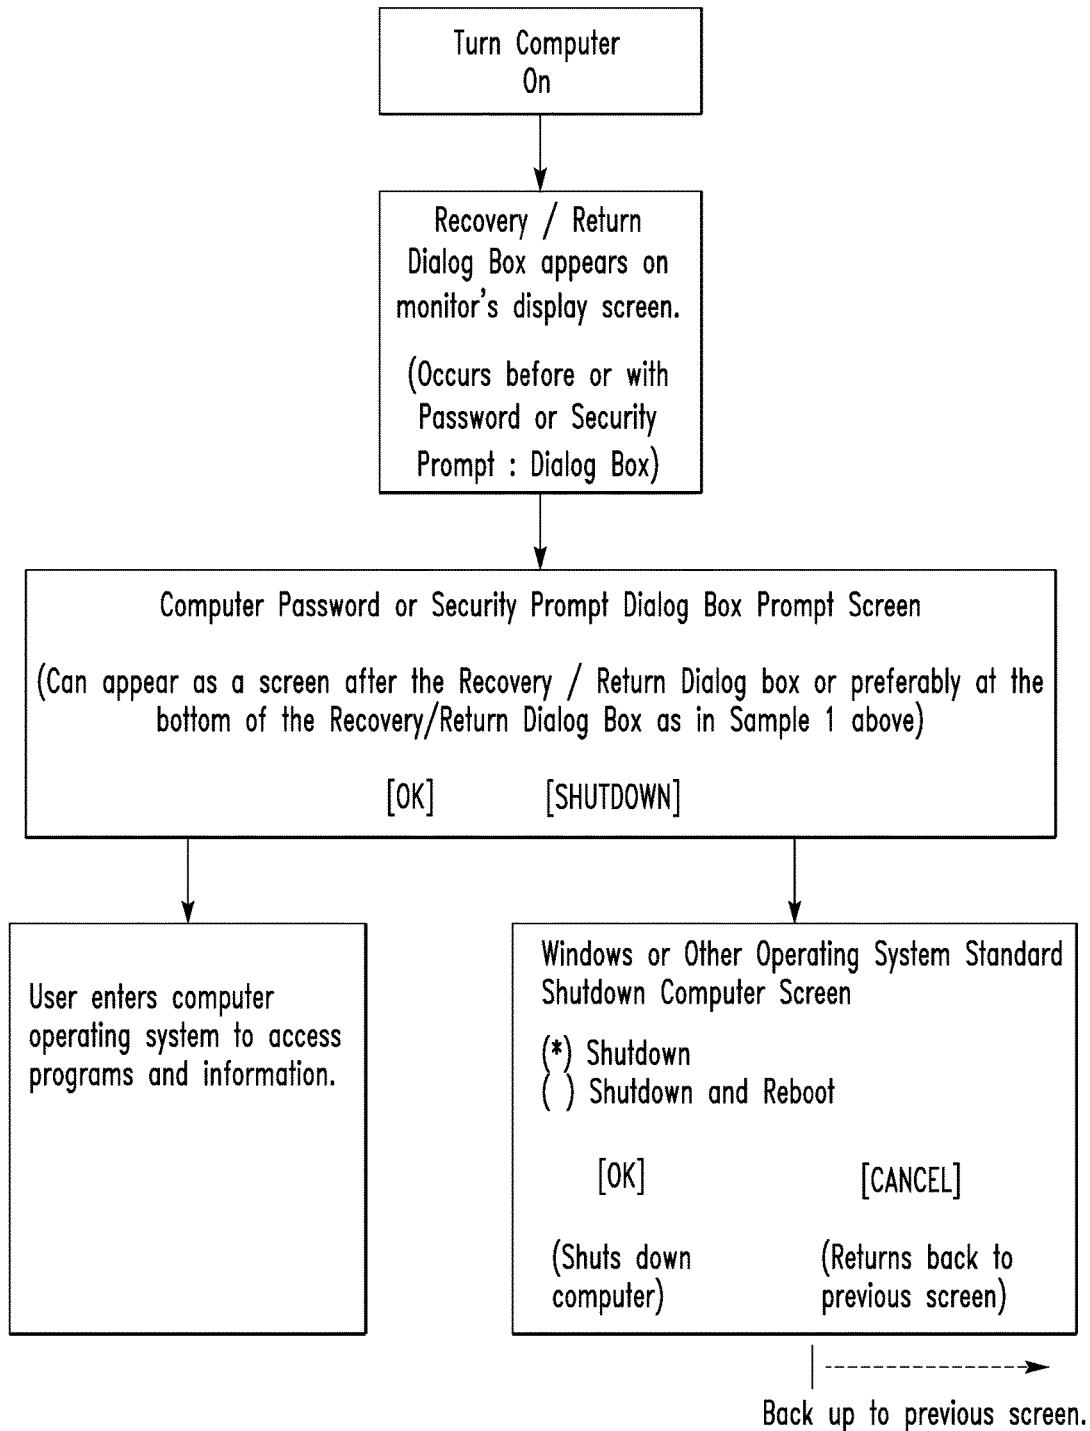 Turn Computer
On
Recovery / Return
Dialog Box appears on
monitor's display screen.
(Occurs before or with
Password or Security
Prompt : Dialog Box)
Computer Password or Security Prompt Dialog Box Prompt Screen
(Can appear as a screen after the Recovery / Return Dialog box or preferably at the
bottom of the Recovery/Return Dialog Box as in Sample 1 above)
[OK] [SHUTDOWN]
User enters computer
operating system to access
programs and information.
Windows or Other Operating System Standard
Shutdown Computer Screen
(*) Shutdown
( ) Shutdown and Reboot
[OK] [CANCEL]
(Shuts down
computer)
(Returns back to
previous screen)
Back up to previous screen.